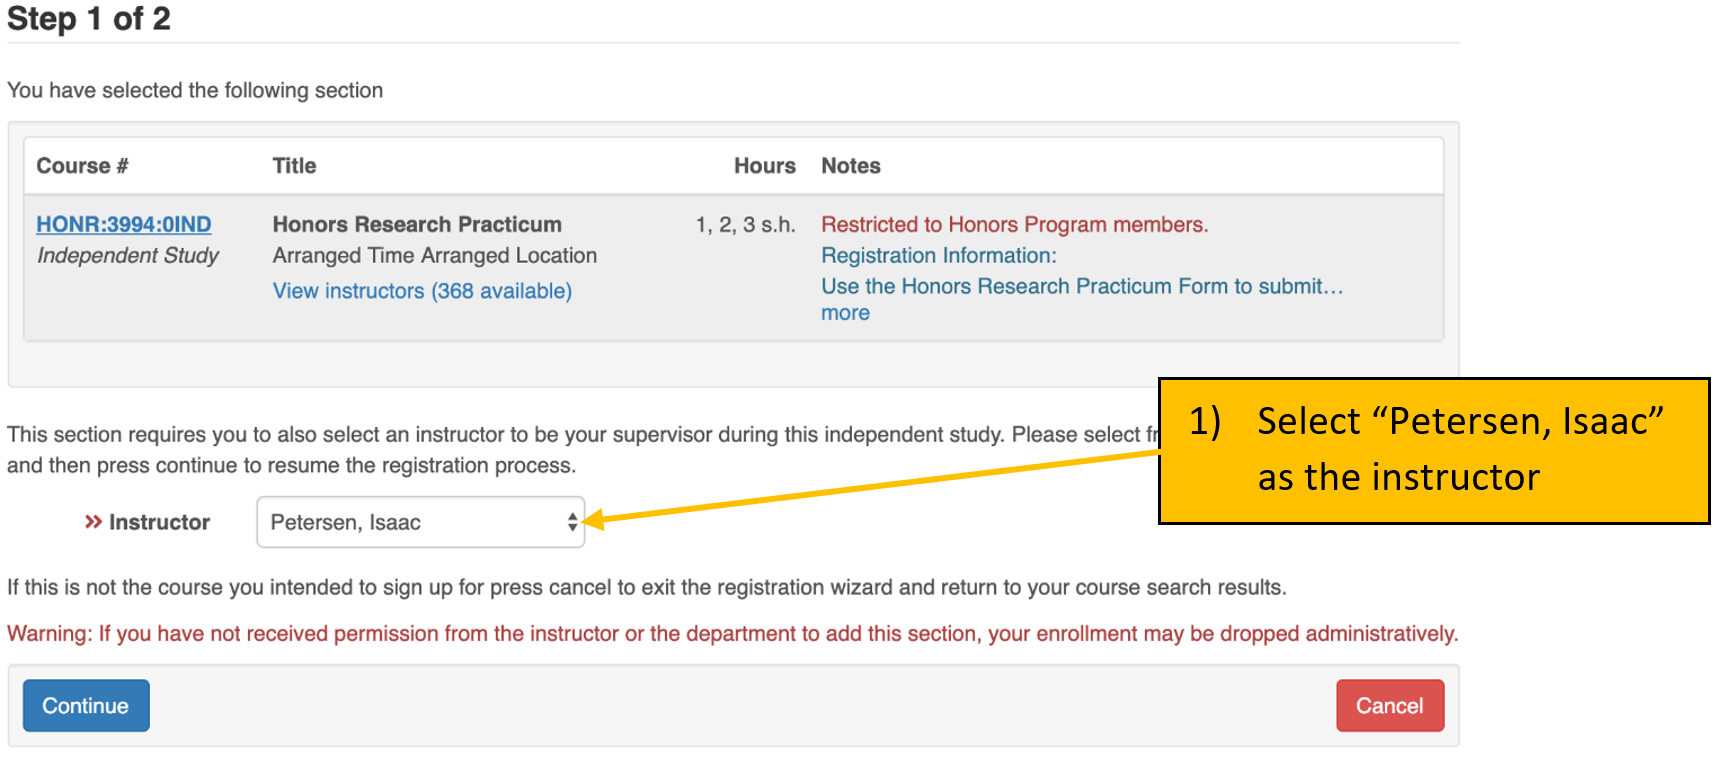 Step 1 of 2
You have selected the following section
Course # Title Hours Notes
HONR:3994:0IND Honors Research Practicum 1, 2, 3 s.h. Restricted to Honors Program members.
Independent Study Arranged Time Arranged Location Registration Information:
View instructors (368 available) Use the Honors Research Practicum Form to submit…
more
1) Select “Petersen, Isaac”
as the instructor
This section requires you to also select an instructor to be your supervisor during this independent study. Please select
and then press continue to resume the registration process.
» Instructor Petersen, Isaac
If this is not the course you intended to sign up for press cancel to exit the registration wizard and return to your course search results.
Warning: If you have not received permission from the instructor or the department to add this section, your enrollment may be dropped administratively.
Continue Cancel